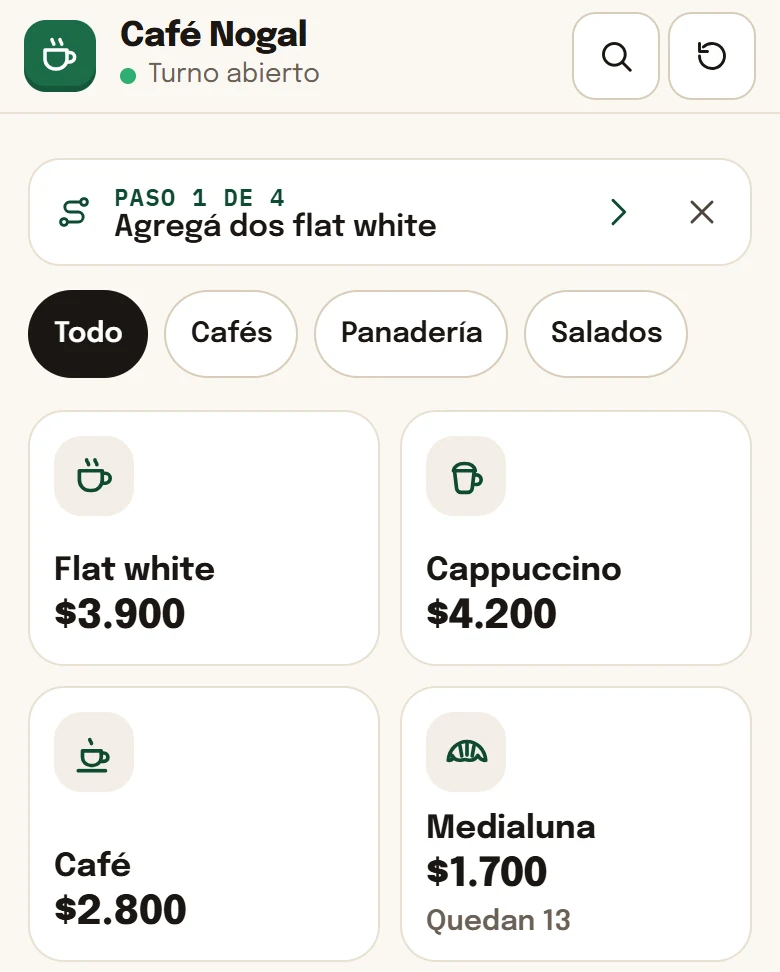 Café Nogal
Turno abierto
PASO 1 DE 4
Agregá dos flat white
Todo
Cafés
Panadería
Salados
Flat white
$3.900
Cappuccino
$4.200
Café
$2.800
Medialuna
$1.700
Quedan 13